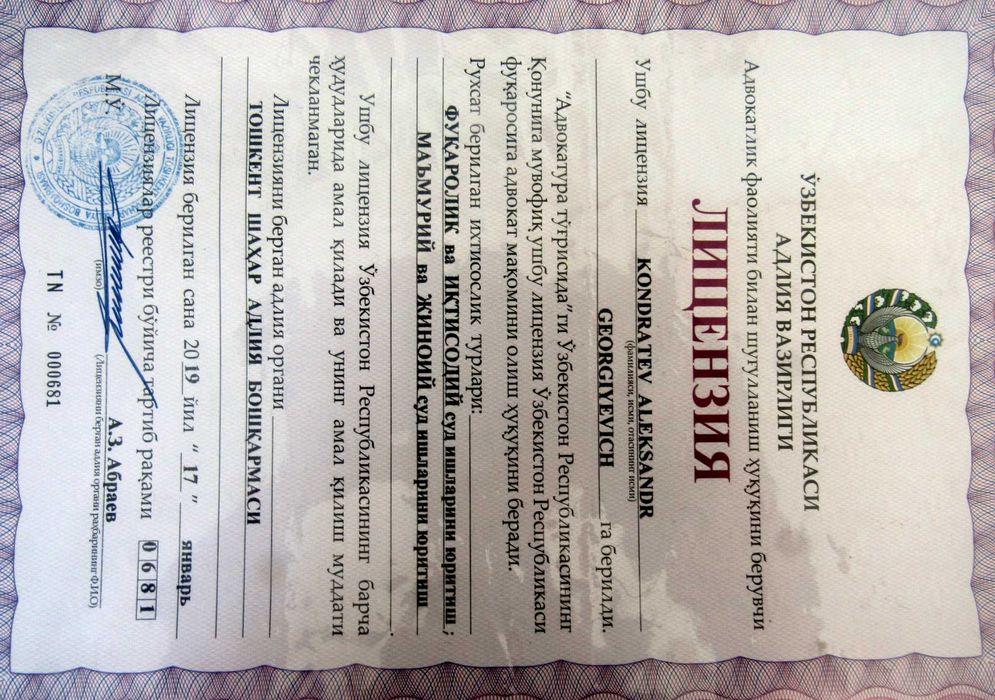 ЎЗБЕКИСТОН РЕСПУБЛИКАСИ
АДЛИЯ ВАЗИРЛИГИ
Адвокатлик фаолияти билан шуғулланиш ҳуқуқини берувчи
ЛИЦЕНЗИЯ
Ушбу лицензия KONDRATEV ALEKSANDR
(фамилияси, исми, отасининг исми)
GEORGIYEVICH га берилди.
“Адвокатура тўғрисида”ги Ўзбекистон Республикасининг
Қонунига мувофиқ ушбу лицензия Ўзбекистон Республикаси
фуқаросига адвокат мақомини олиш ҳуқуқини беради.
Рухсат берилган ихтисослик турлари:
ФУҚАРОЛИК ва ИҚТИСОДИЙ суд ишларини юритиш ;
МАЪМУРИЙ ва ЖИНОИЙ суд ишларини юритиш
Ушбу лицензия Ўзбекистон Республикасининг барча
ҳудудларида амал қилади ва унинг амал қилиш муддати
чекланмаган.
Лицензияни берган адлия органи
ТОШКЕНТ ШАҲАР АДЛИЯ БОШҚАРМАСИ
Лицензия берилган сана 2019 йил “ 17 ” январь
Лицензиялар реестри бўйича тартиб рақами 0681
М.Ў. А.З. Абраев
(имзо) (Лицензияни берган адлия органи раҳбарининг Ф.И.О)
TN № 000681